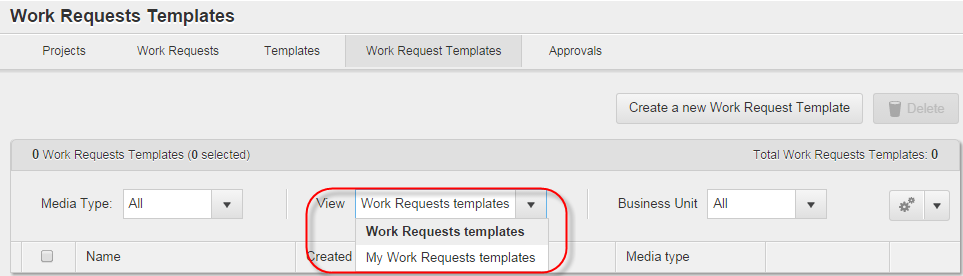 Work Requests Templates
Projects Work Requests Templates Work Request Templates Approvals
Create a new Work Request Template Delete
0 Work Requests Templates (0 selected) Total Work Requests Templates: 0
Media Type: All View Work Requests templates Business Unit All
Work Requests templates
My Work Requests templates
Name Created Media type